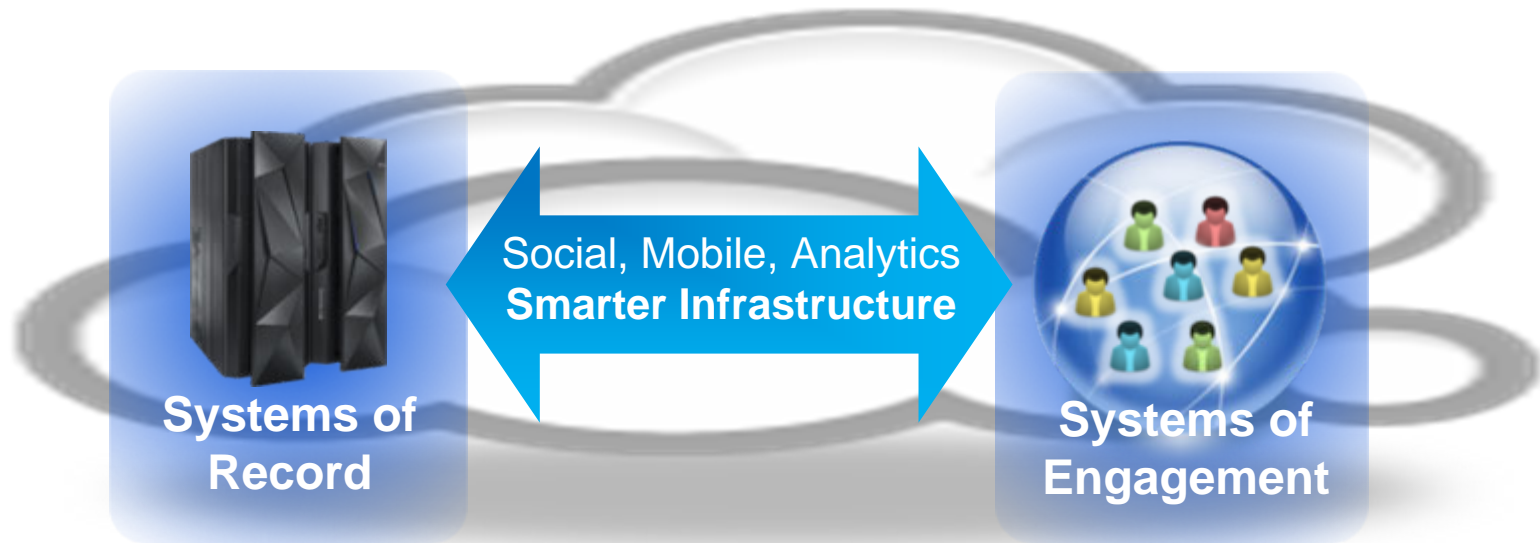 Social, Mobile, Analytics
Smarter Infrastructure
Systems of
Record
Systems of
Engagement